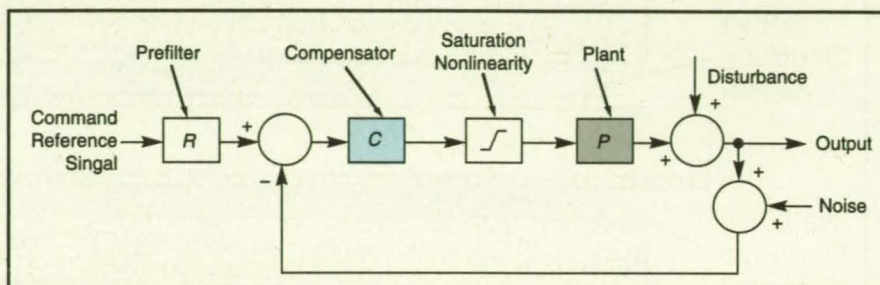 Prefilter
Compensator
Saturation
Nonlinearity
Plant
Disturbance
Command
Reference
Singal
R
+
−
C
P
+
+
Output
+
+
Noise